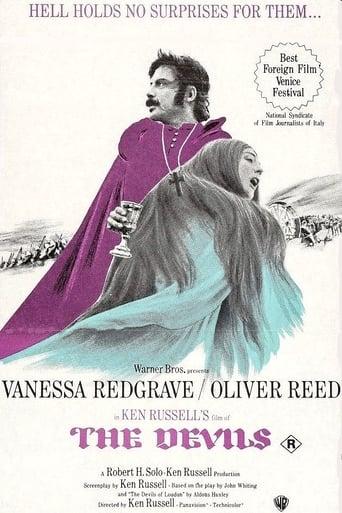 HELL HOLDS NO SURPRISES FOR THEM...
Best
Foreign Film
Venice
Festival
National Syndicate
of Film Journalists of Italy
Warner Bros. presents
VANESSA REDGRAVE / OLIVER REED
in KEN RUSSELL'S film of
THE DEVILS R
A Robert H. Solo-Ken Russell Production
Screenplay by Ken Russell - Based on the play by John Whiting
and "The Devils of Loudun" by Aldous Huxley
Directed by Ken Russell - Panavision® - Technicolor®
WB